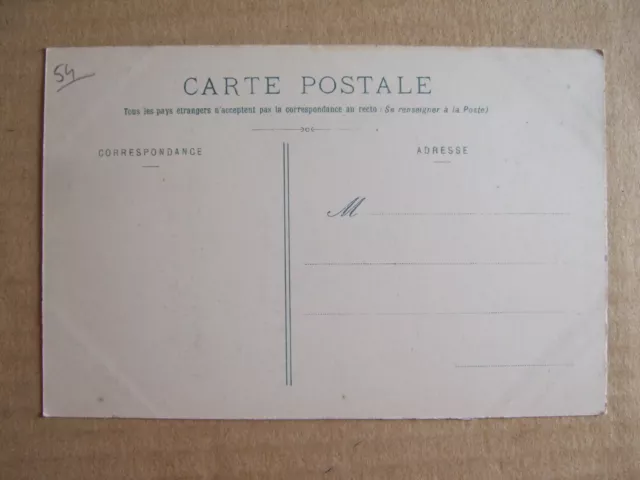 54
CARTE POSTALE
Tous les pays étrangers n'acceptent pas la correspondance au recto (Se renseigner à la Poste)
CORRESPONDANCE
ADRESSE
M